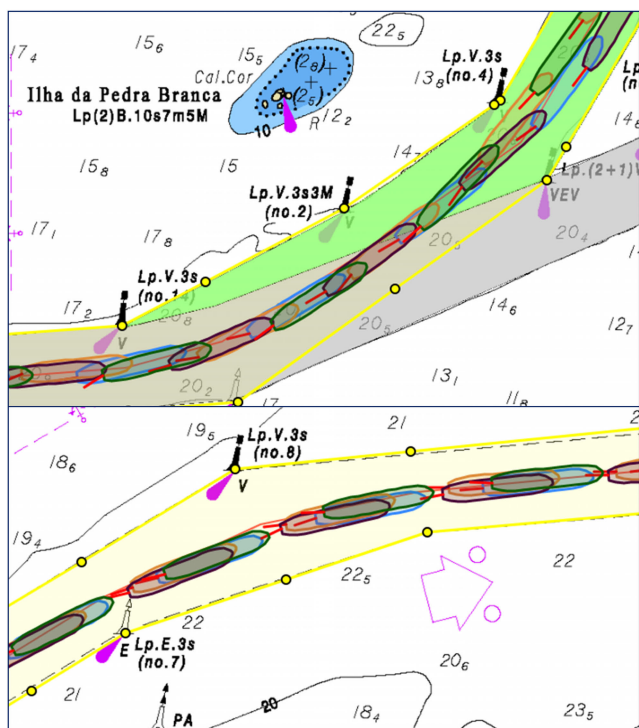 17₄
15₆
15₅
22₅
Lp.V.3s
(no.4)
13₈
Cal.Cor
(2₈)
(2₅)
Ilha da Pedra Branca
Lp(2)B.10s7m5M
10
R
12₂
14₈
15₈
15
14₇
Lp.(2+1)V
VEV
Lp.V.3s3M
(no.2)
V
17₁
17₈
20₃
20₄
Lp.V.3s
(no.14)
17₂
20₈
V
20₅
14₆
12₇
20₂
13₁
11₈
17
19₅
Lp.V.3s
(no.8)
21
18₆
V
19₄
22₅
22
22
E
Lp.E.3s
(no.7)
21
20₆
20
18₄
23₅
PA